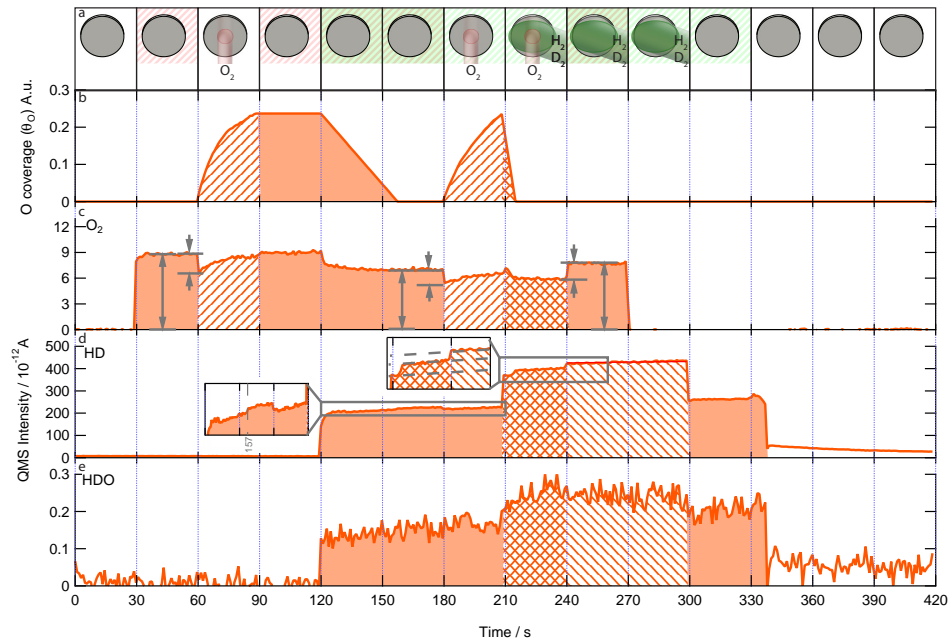 a
O₂
O₂
O₂
H₂
D₂
H₂
D₂
H₂
D₂
b
0.3
0.2
0.1
0
O coverage (θ_O) A.u.
c
O₂
12
9
6
3
0
d
HD
500
400
300
200
100
0
157
QMS Intensity / 10⁻¹² A
e
HDO
0.3
0.2
0.1
0
0 30 60 90 120 150 180 210 240 270 300 330 360 390 420
Time / s